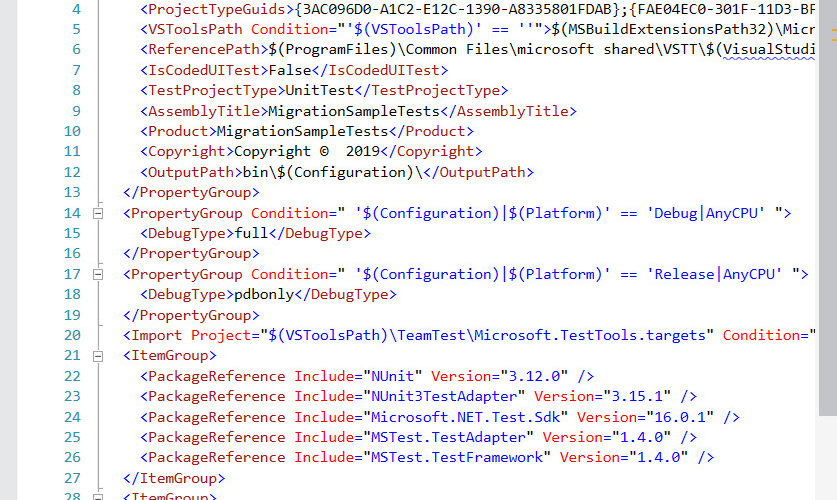 4 <ProjectTypeGuids>{3AC096D0-A1C2-E12C-1390-A8335801FDAB};{FAE04EC0-301F-11D3-BF
5 <VSToolsPath Condition="'$(VSToolsPath)' == ''">$(MSBuildExtensionsPath32)\Micr
6 <ReferencePath>$(ProgramFiles)\Common Files\microsoft shared\VSTT\$(VisualStudi
7 <IsCodedUITest>False</IsCodedUITest>
8 <TestProjectType>UnitTest</TestProjectType>
9 <AssemblyTitle>MigrationSampleTests</AssemblyTitle>
10 <Product>MigrationSampleTests</Product>
11 <Copyright>Copyright ©  2019</Copyright>
12 <OutputPath>bin\$(Configuration)\</OutputPath>
13 </PropertyGroup>
14 <PropertyGroup Condition=" '$(Configuration)|$(Platform)' == 'Debug|AnyCPU' ">
15 <DebugType>full</DebugType>
16 </PropertyGroup>
17 <PropertyGroup Condition=" '$(Configuration)|$(Platform)' == 'Release|AnyCPU' ">
18 <DebugType>pdbonly</DebugType>
19 </PropertyGroup>
20 <Import Project="$(VSToolsPath)\TeamTest\Microsoft.TestTools.targets" Condition="
21 <ItemGroup>
22 <PackageReference Include="NUnit" Version="3.12.0" />
23 <PackageReference Include="NUnit3TestAdapter" Version="3.15.1" />
24 <PackageReference Include="Microsoft.NET.Test.Sdk" Version="16.0.1" />
25 <PackageReference Include="MSTest.TestAdapter" Version="1.4.0" />
26 <PackageReference Include="MSTest.TestFramework" Version="1.4.0" />
27 </ItemGroup>
28 <ItemGroup>